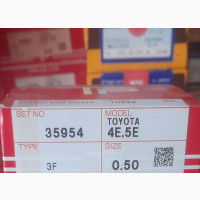 SET NO
35954
MODEL
TOYOTA
4E,5E
TYPE
3F
SIZE
0.50